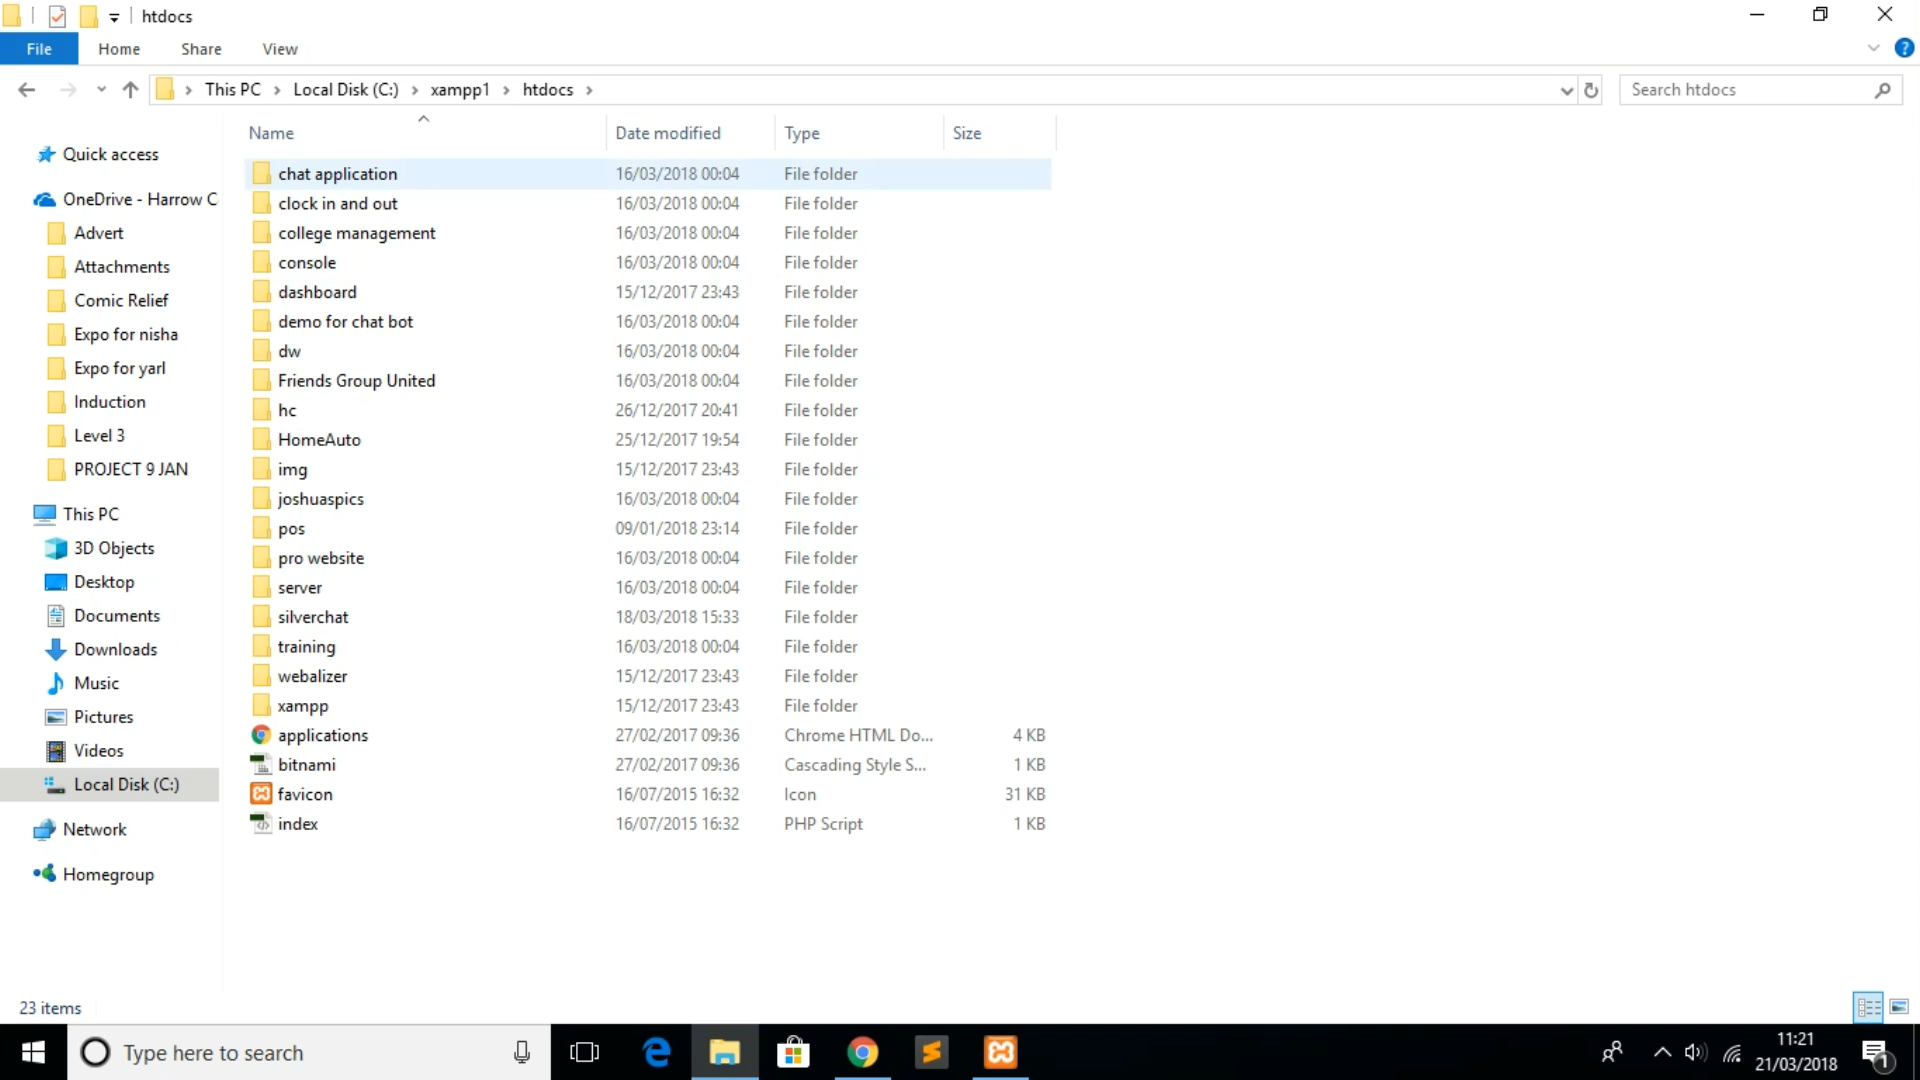 htdocs
File Home Share View
This PC Local Disk (C:) xampp1 htdocs Search htdocs
Name Date modified Type Size
Quick access
OneDrive - Harrow C
Advert
Attachments
Comic Relief
Expo for nisha
Expo for yarl
Induction
Level 3
PROJECT 9 JAN
This PC
3D Objects
Desktop
Documents
Downloads
Music
Pictures
Videos
Local Disk (C:)
Network
Homegroup
chat application 16/03/2018 00:04 File folder
clock in and out 16/03/2018 00:04 File folder
college management 16/03/2018 00:04 File folder
console 16/03/2018 00:04 File folder
dashboard 15/12/2017 23:43 File folder
demo for chat bot 16/03/2018 00:04 File folder
dw 16/03/2018 00:04 File folder
Friends Group United 16/03/2018 00:04 File folder
hc 26/12/2017 20:41 File folder
HomeAuto 25/12/2017 19:54 File folder
img 15/12/2017 23:43 File folder
joshuaspics 16/03/2018 00:04 File folder
pos 09/01/2018 23:14 File folder
pro website 16/03/2018 00:04 File folder
server 16/03/2018 00:04 File folder
silverchat 18/03/2018 15:33 File folder
training 16/03/2018 00:04 File folder
webalizer 15/12/2017 23:43 File folder
xampp 15/12/2017 23:43 File folder
applications 27/02/2017 09:36 Chrome HTML Do... 4 KB
bitnami 27/02/2017 09:36 Cascading Style S... 1 KB
favicon 16/07/2015 16:32 Icon 31 KB
index 16/07/2015 16:32 PHP Script 1 KB
23 items
Type here to search
11:21
21/03/2018
1